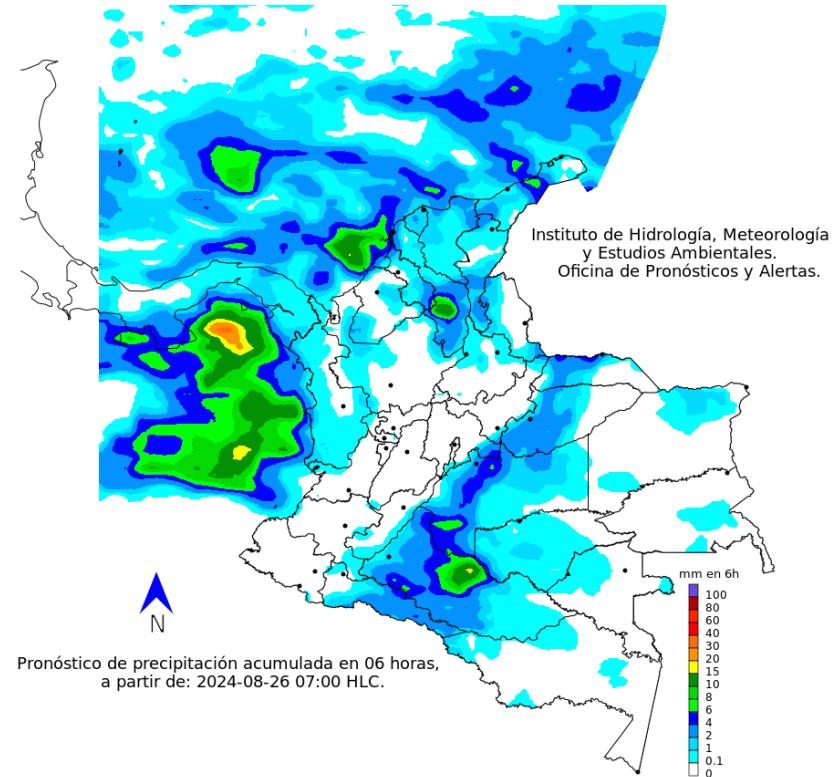 Instituto de Hidrología, Meteorología
y Estudios Ambientales.
Oficina de Pronósticos y Alertas.
N
Pronóstico de precipitación acumulada en 06 horas,
a partir de: 2024-08-26 07:00 HLC.
mm en 6h
100
80
60
40
30
20
15
10
8
6
4
2
1
0.1
0